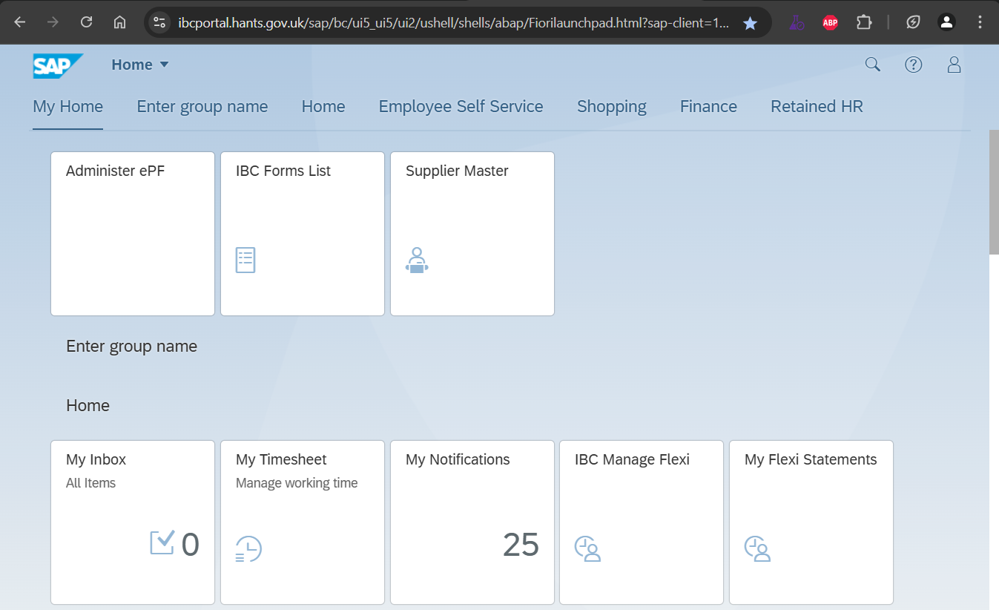 ibcportal.hants.gov.uk/sap/bc/ui5_ui5/ui2/ushell/shells/abap/Fiorilaunchpad.html?sap-client=1...
ABP
SAP Home
My Home Enter group name Home Employee Self Service Shopping Finance Retained HR
Administer ePF IBC Forms List Supplier Master
Enter group name
Home
My Inbox My Timesheet My Notifications IBC Manage Flexi My Flexi Statements
All Items Manage working time
0 25